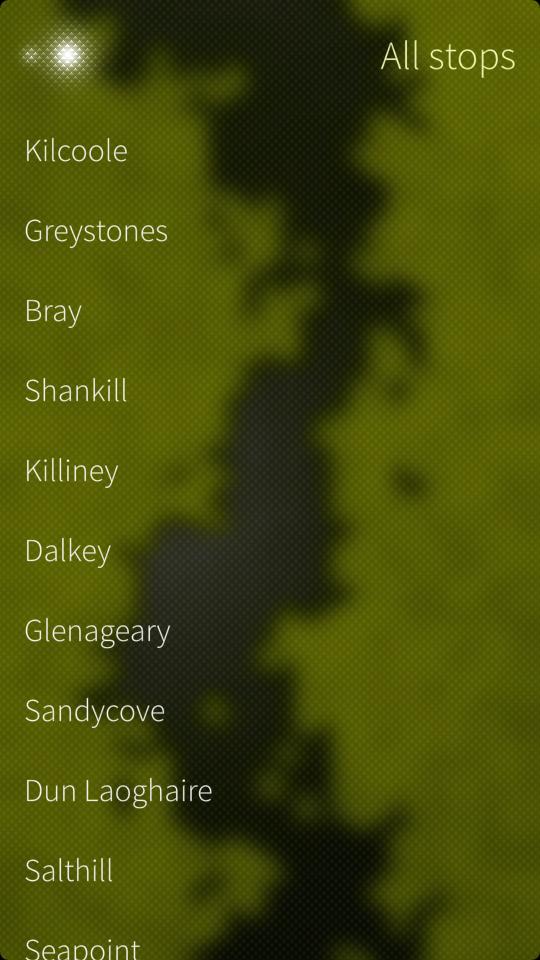 All stops
Kilcoole
Greystones
Bray
Shankill
Killiney
Dalkey
Glenageary
Sandycove
Dun Laoghaire
Salthill
Seapoint